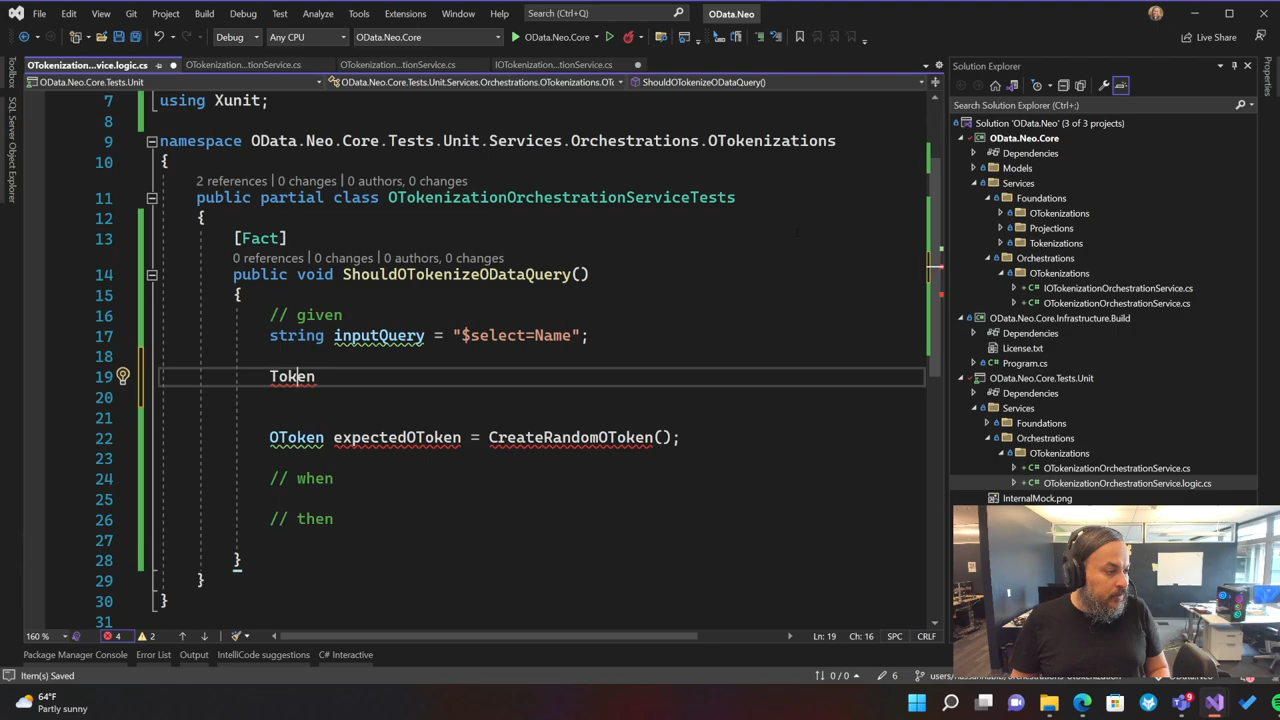 File Edit View Git Project Build Debug Test Analyze Tools Extensions Window Help Search (Ctrl+Q) OData.Neo
Debug Any CPU OData.Neo.Core OData.Neo.Core Live Share
OTokenization...vice.logic.cs OTokenization...tionService.cs OTokenization...tionService.cs IOTokenization...tionService.cs
OData.Neo.Core.Tests.Unit OData.Neo.Core.Tests.Unit.Services.Orchestrations.OTokenizations.OTc ShouldOTokenizeODataQuery()
Toolbox
SQL Server Object Explorer
7 using Xunit;
8
9 namespace OData.Neo.Core.Tests.Unit.Services.Orchestrations.OTokenizations
10 {
2 references | 0 changes | 0 authors, 0 changes
11 public partial class OTokenizationOrchestrationServiceTests
12 {
13 [Fact]
0 references | 0 changes | 0 authors, 0 changes
14 public void ShouldOTokenizeODataQuery()
15 {
16 // given
17 string inputQuery = "$select=Name";
18
19 Token
20
21
22 OToken expectedOToken = CreateRandomOToken();
23
24 // when
25
26 // then
27
28 }
29 }
30 }
31
160 % 4 2 Ln: 19 Ch: 16 SPC CRLF
Package Manager Console Error List Output IntelliCode suggestions C# Interactive
Item(s) Saved 0 / 0 6 OData.Neo
Solution Explorer
Search Solution Explorer (Ctrl+;)
Solution 'OData.Neo' (3 of 3 projects)
OData.Neo.Core
Dependencies
Models
Services
Foundations
OTokenizations
Projections
Tokenizations
Orchestrations
OTokenizations
IOTokenizationOrchestrationService.cs
OTokenizationOrchestrationService.cs
OData.Neo.Core.Infrastructure.Build
Dependencies
License.txt
Program.cs
OData.Neo.Core.Tests.Unit
Dependencies
Services
Foundations
Orchestrations
OTokenizations
OTokenizationOrchestrationService.cs
OTokenizationOrchestrationService.logic.cs
InternalMock.png
Properties
64°F
Partly sunny